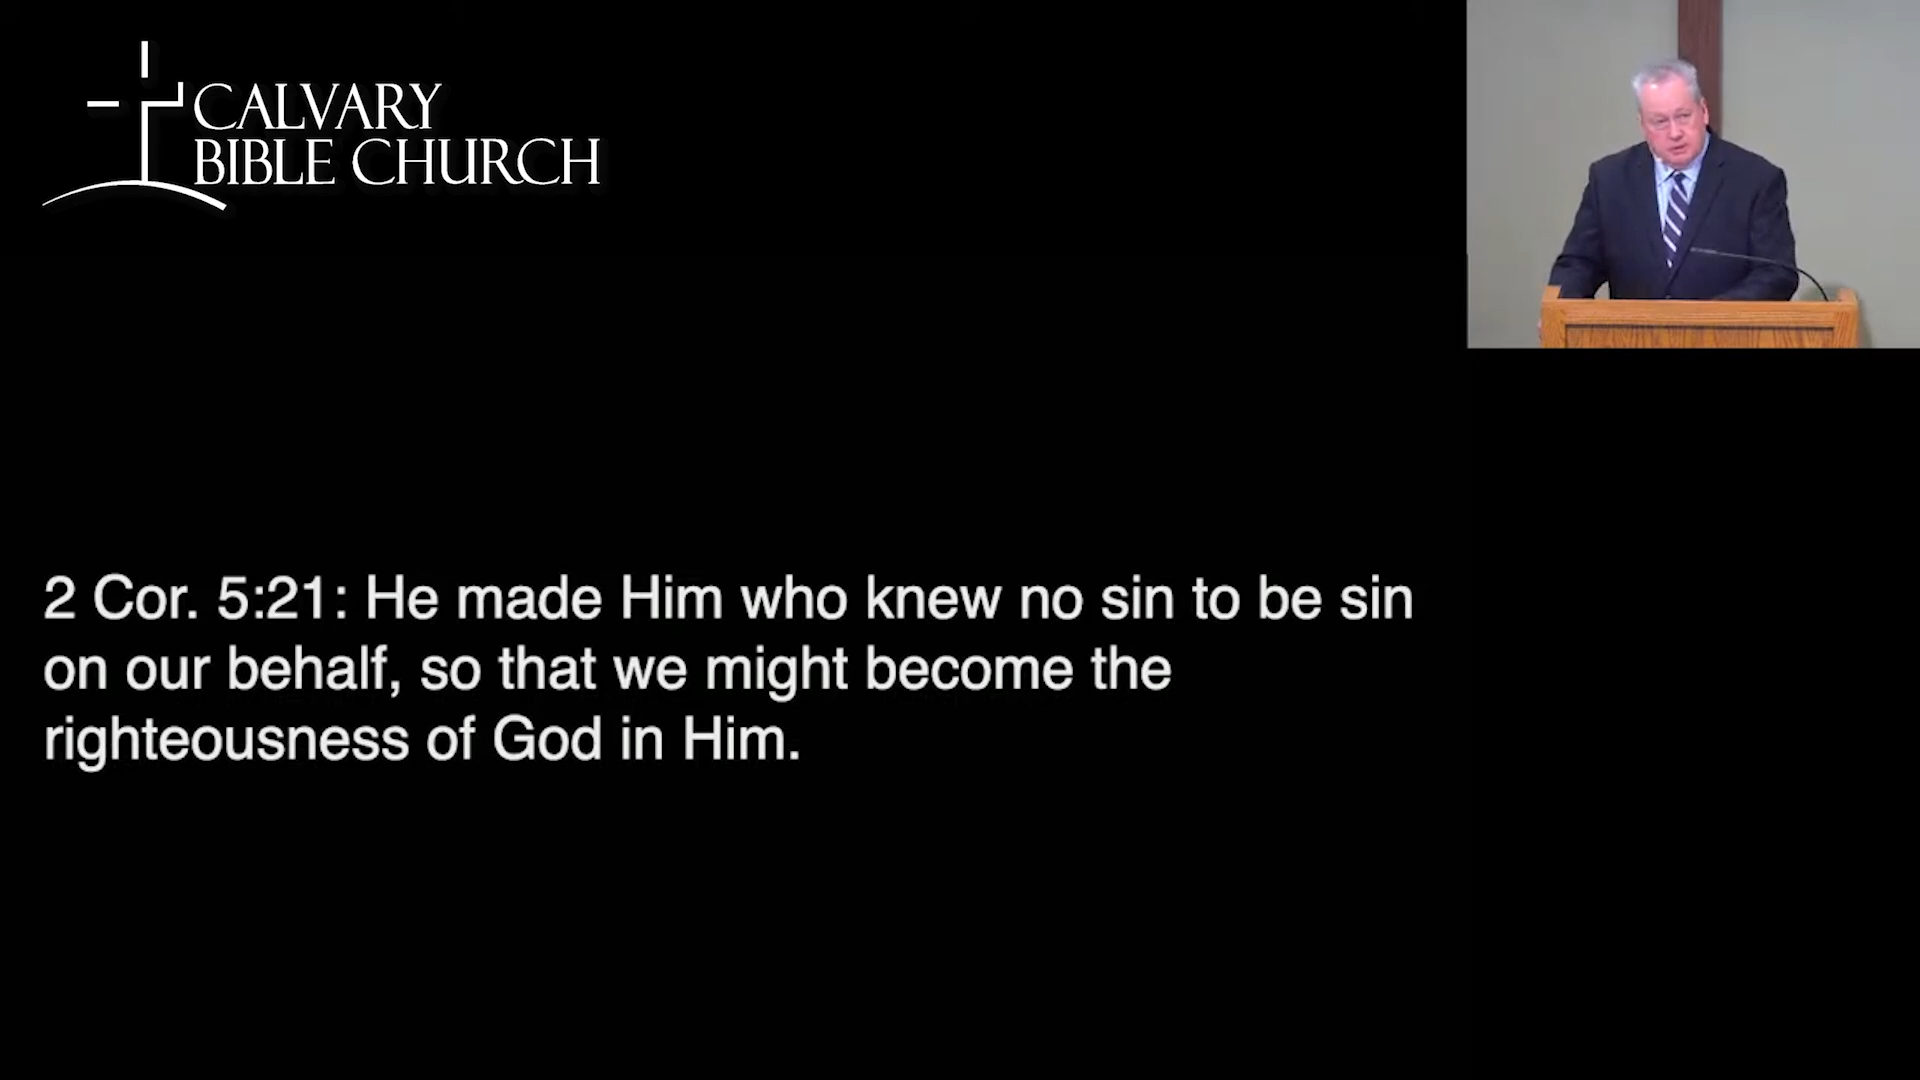 CALVARY
BIBLE CHURCH
2 Cor. 5:21: He made Him who knew no sin to be sin
on our behalf, so that we might become the
righteousness of God in Him.